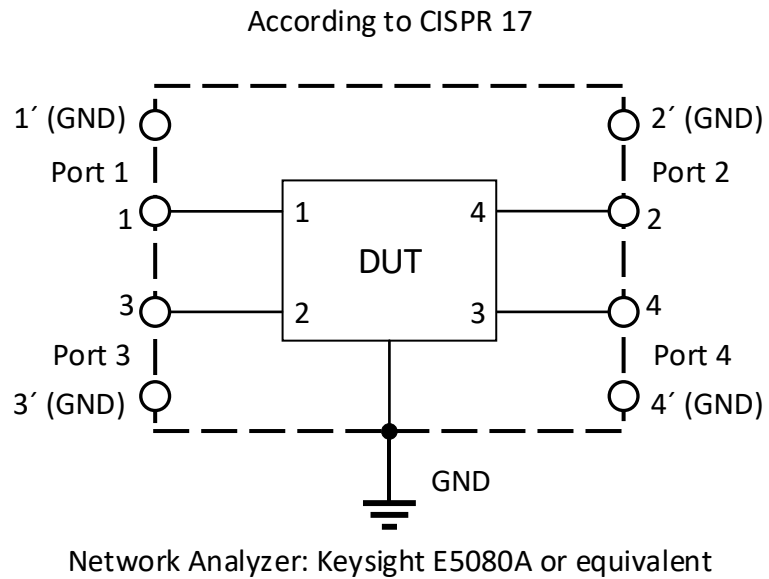 According to CISPR 17
1´ (GND) 2´ (GND)
Port 1 Port 2
1 1 4 2
DUT
3 2 3 4
Port 3 Port 4
3´ (GND) 4´ (GND)
GND
Network Analyzer: Keysight E5080A or equivalent